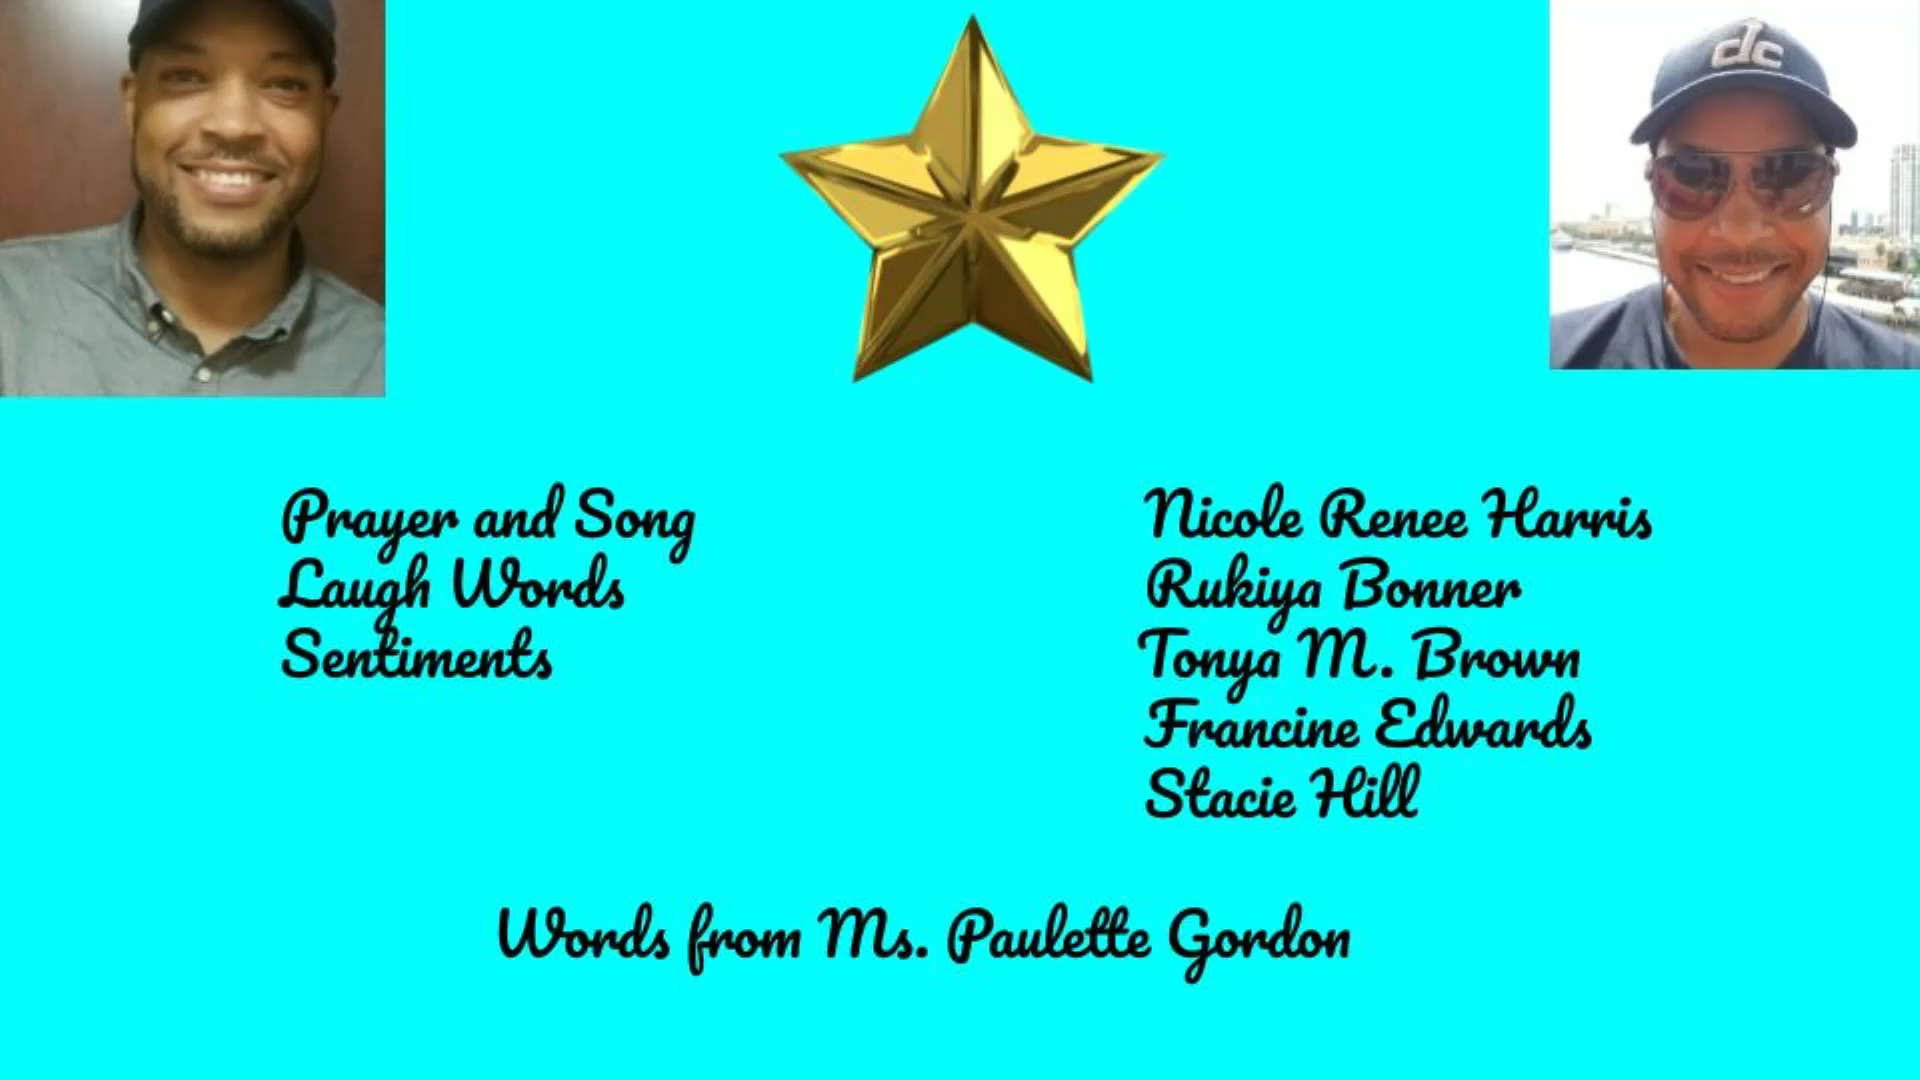 dc
Prayer and Song
Laugh Words
Sentiments
Nicole Renee Harris
Rukiya Bonner
Tonya M. Brown
Francine Edwards
Stacie Hill
Words from Ms. Paulette Gordon